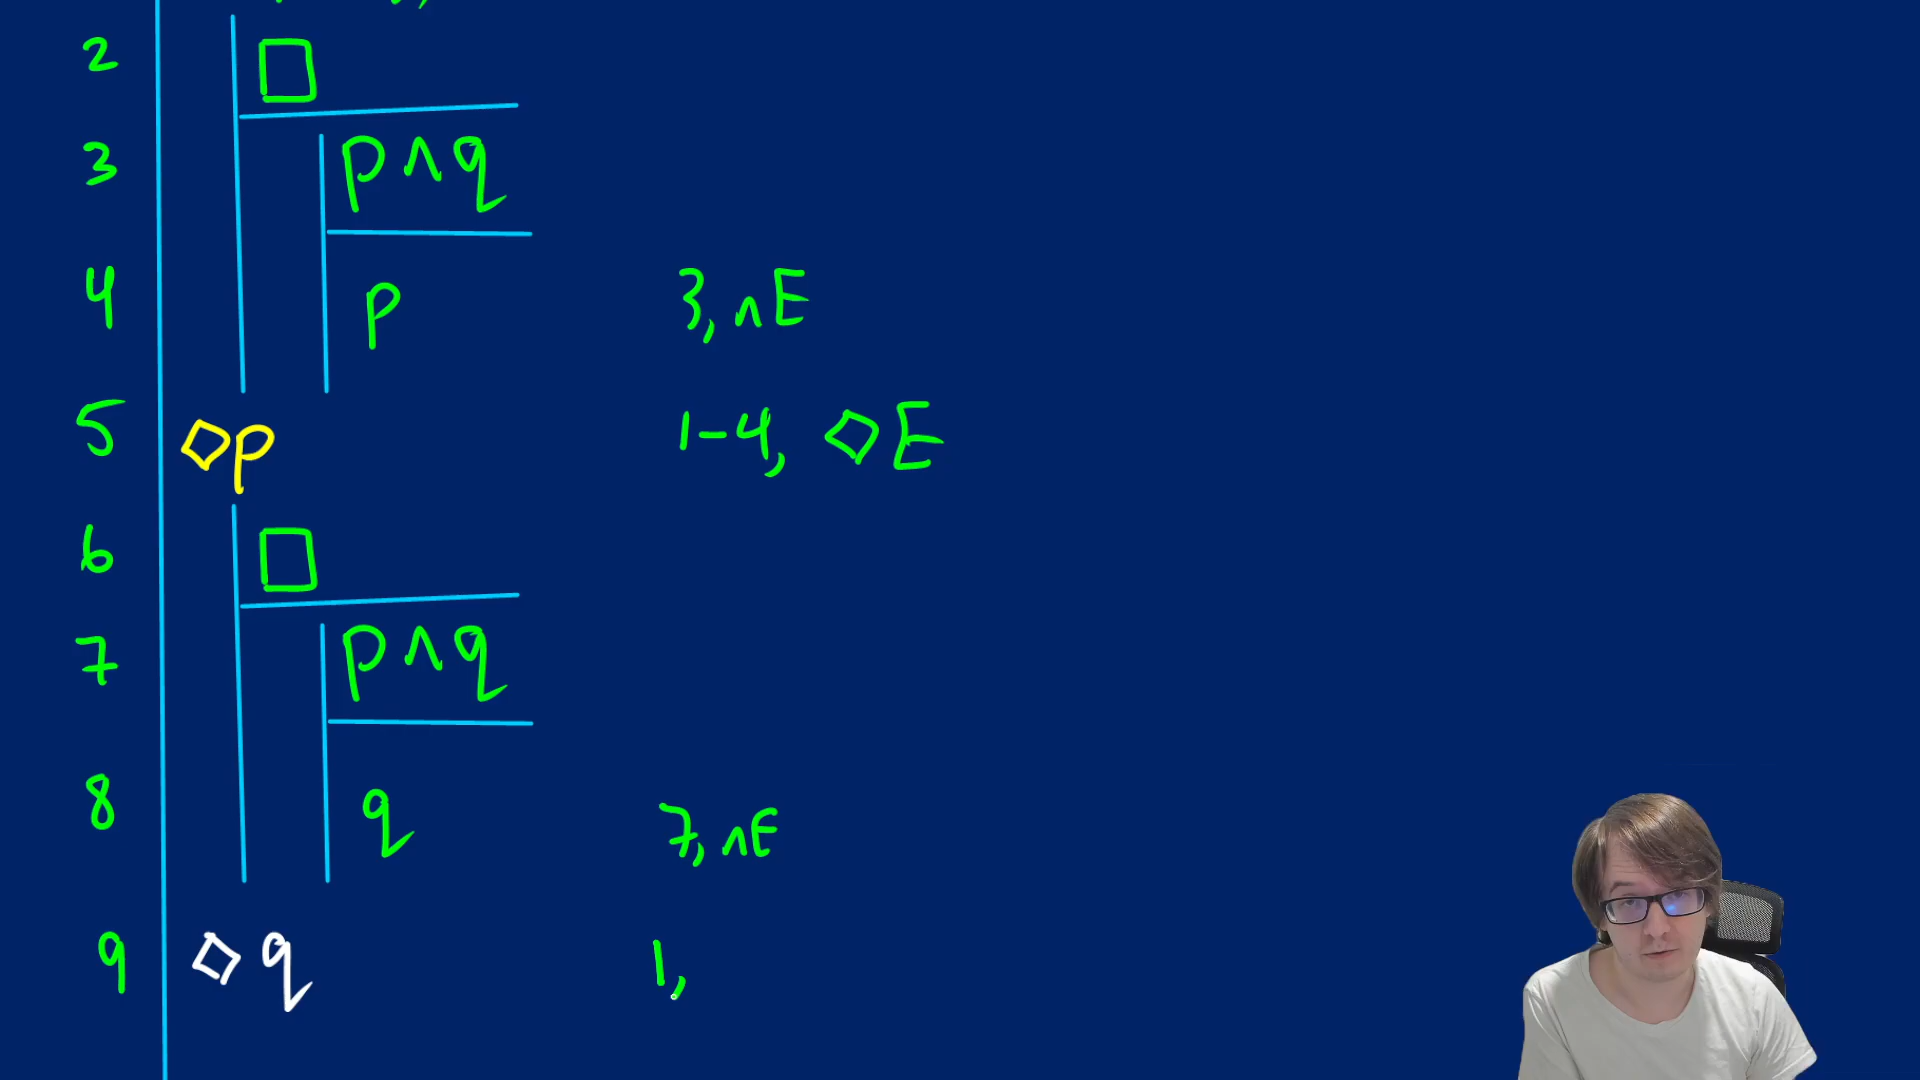 2 □
3 p∧q
4 p 3, ∧E
5 ◇p 1-4, ◇E
6 □
7 p∧q
8 q 7, ∧E
9 ◇q 1,